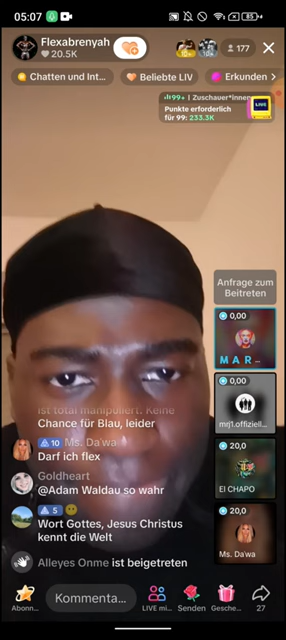 05:07
85+
Flexabrenyah
20.5K
177
Chatten und Int...
Beliebte LIV
Erkunden
99+ | Zuschauer*innen
Punkte erforderlich
für 99: 233.3K
LIVE
Anfrage zum
Beitreten
0,00
M A R
0,00
mrj1.offiziell...
20,0
El CHAPO
20,0
Ms. Da'wa
ist total manipuliert. Keine
Chance für Blau, leider
10 Ms. Da'wa
Darf ich flex
Goldheart
@Adam Waldau so wahr
5
Wort Gottes, Jesus Christus
kennt die Welt
Alleyes Onme ist beigetreten
Abonn...
Kommenta...
LIVE mi...
Senden
Gesche...
27